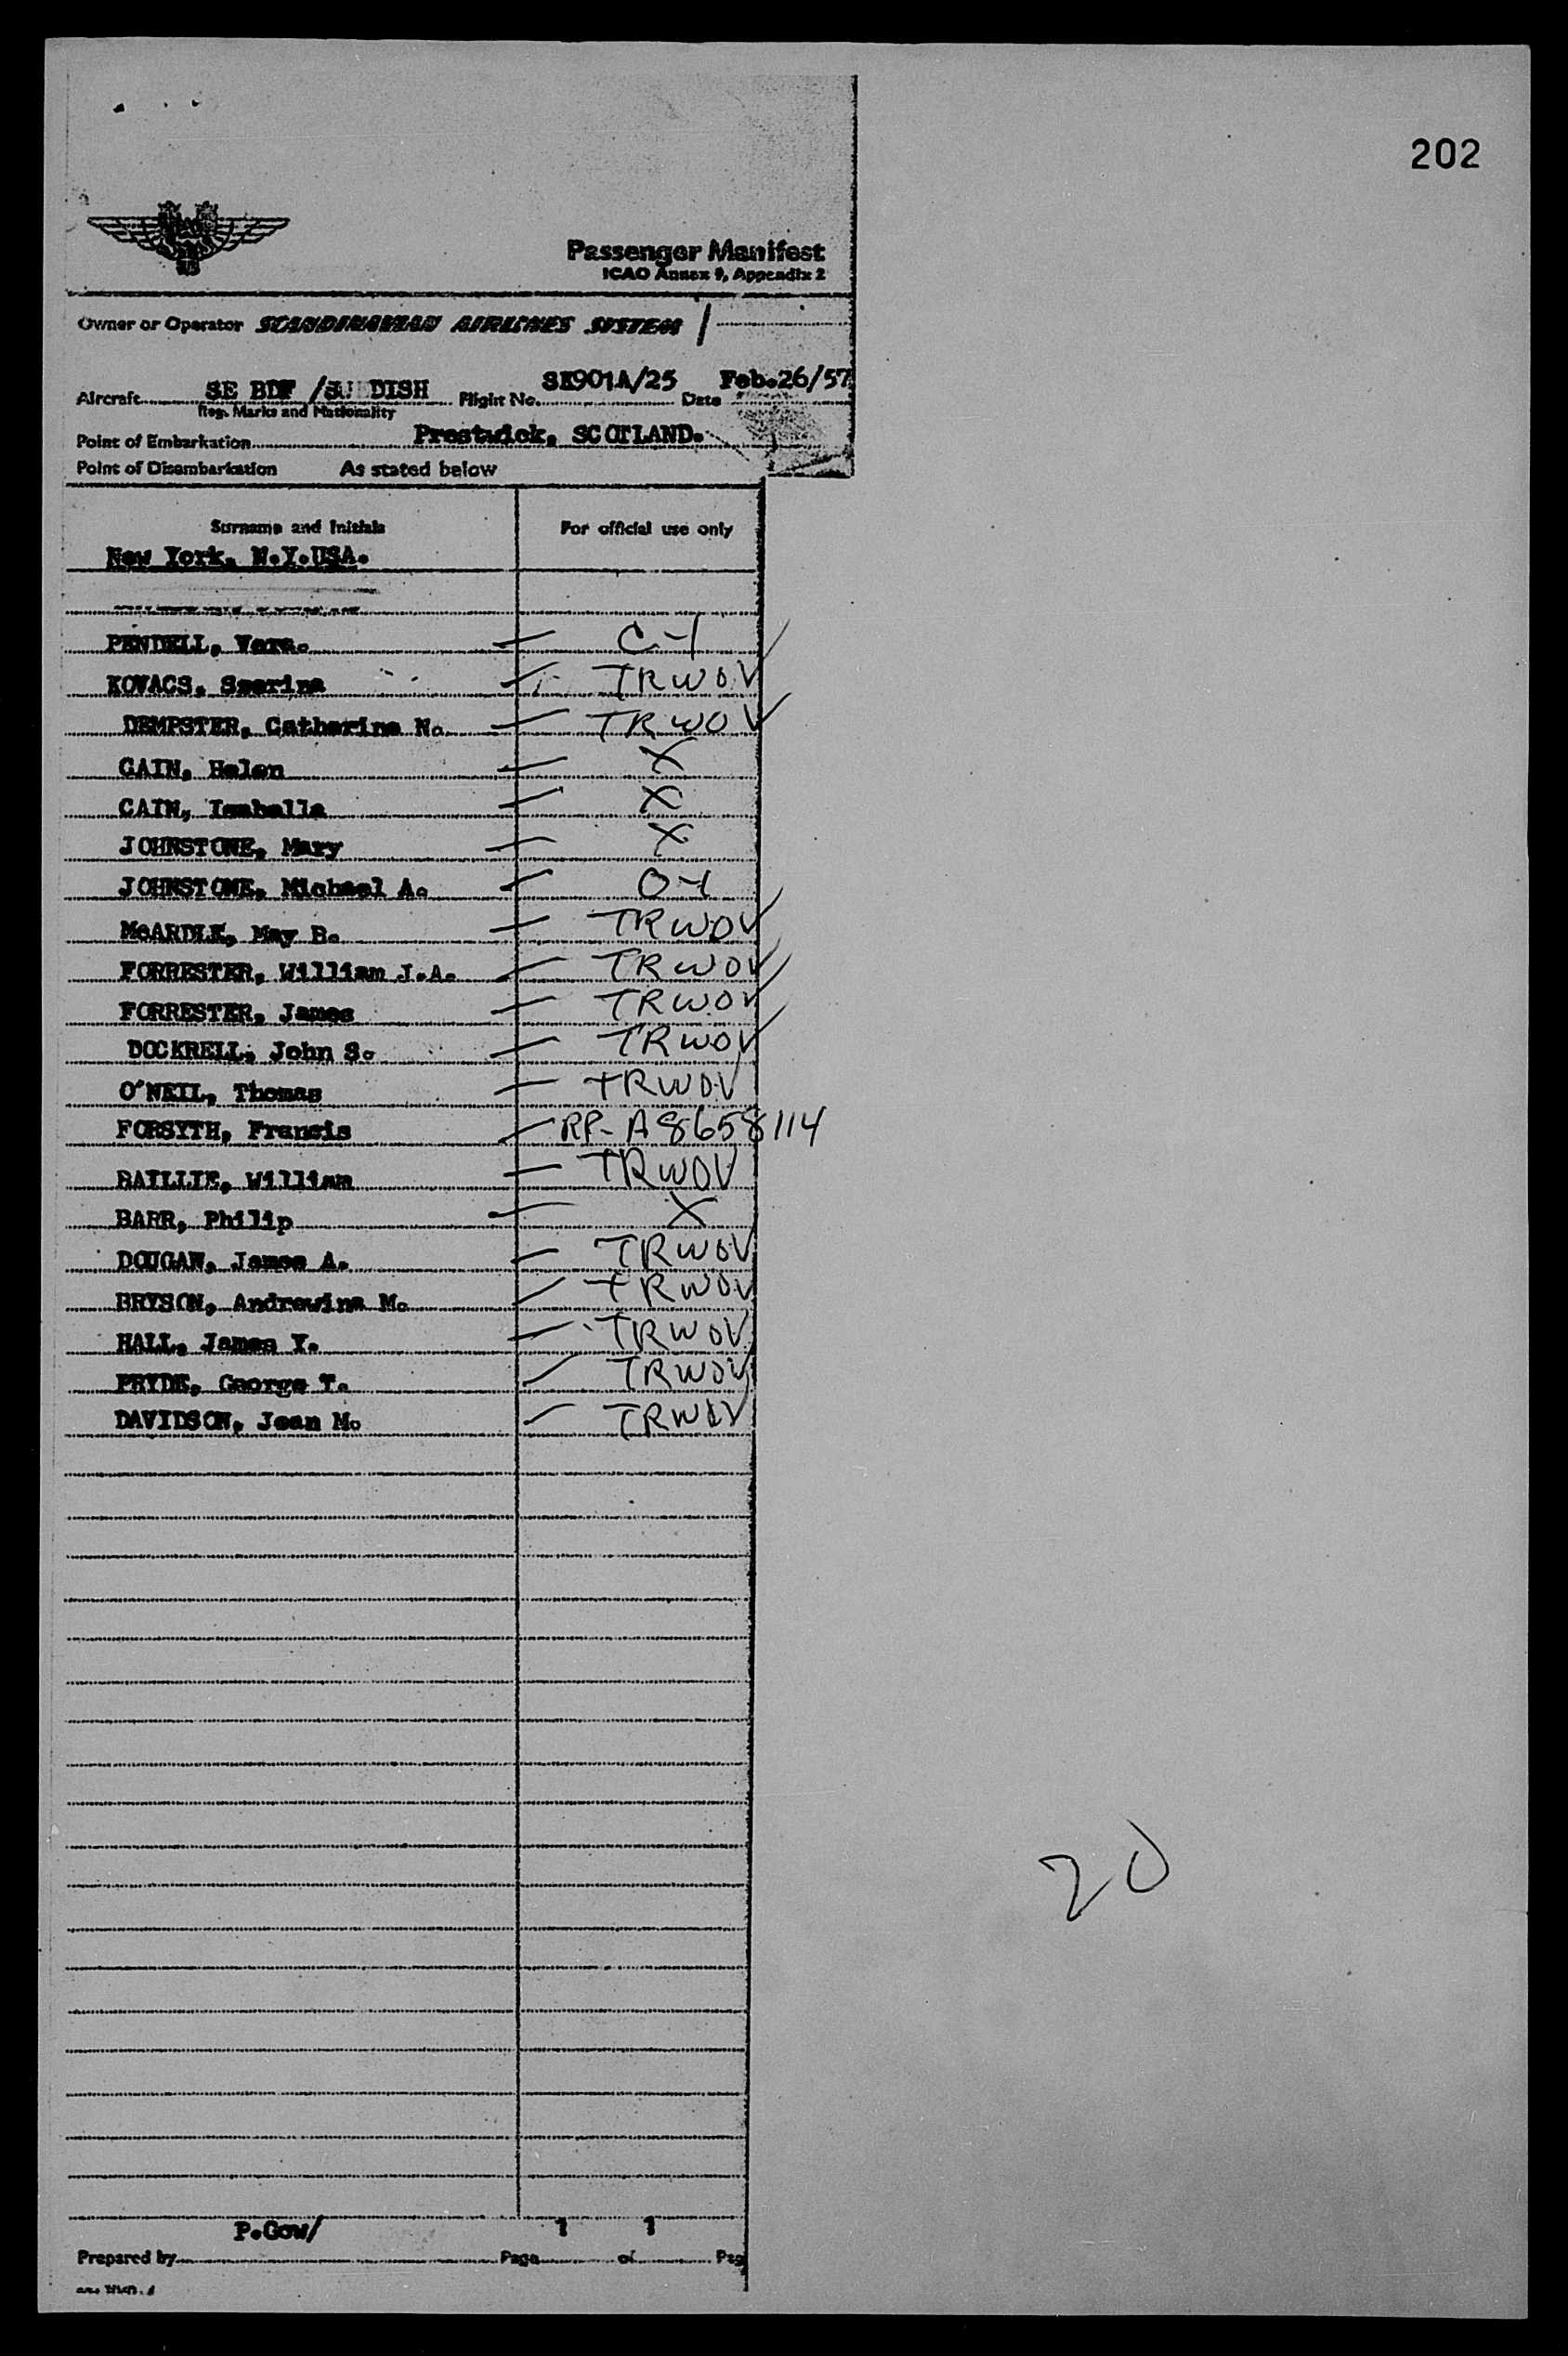 202
Passenger Manifest
ICAO Annex 9, Appendix 2
Owner or Operator SCANDINAVIAN AIRLINES SYSTEM
Aircraft SE BDF / DISH Flight No. SK901A/25 Date Feb.26/57
Reg. Marks and Nationality
Point of Embarkation Prestwick, SCOTLAND.
Point of Disembarkation As stated below
Surname and Initials For official use only
New York, N.Y.USA.
PENDELL, Vera. C-1
KOVACS, TRWOV
DEMPSTER, Catherine N. TRWOV
CAIN, Helen X
CAIN, Isabella X
JOHNSTONE, Mary X
JOHNSTONE, Michael A. O-1
McARDLE, May B. TRWOV
FORRESTER, William J.A. TRWOV
FORRESTER, James TRWOV
DOCKRELL, John S. TRWOV
O'NEIL, Thomas TRWOV
FORSYTH, Francis RP-A8658114
BAILLIE, William TRWOV
BARR, Philip X
DOUGAN, James A. TRWOV
BRYSON, Andrewina M. TRWOV
HALL, James Y. TRWOV
PRYDE, George T. TRWOV
DAVIDSON, Jean M. TRWOV
20
P.Gow/ 1 1
Prepared by Page of Pag